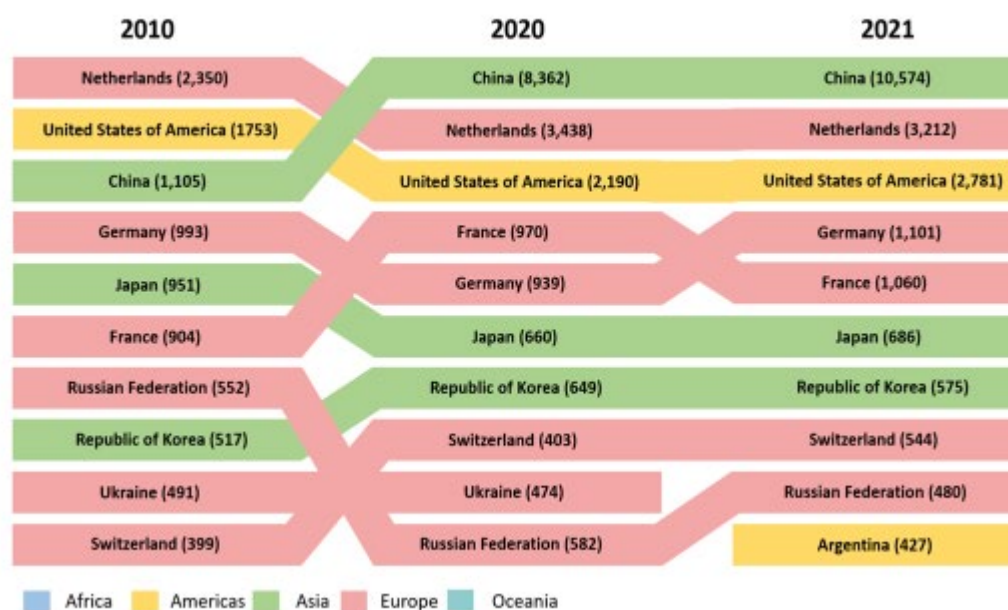 2010 2020 2021
Netherlands (2,350) China (8,362) China (10,574)
United States of America (1753) Netherlands (3,438) Netherlands (3,212)
China (1,105) United States of America (2,190) United States of America (2,781)
Germany (993) France (970) Germany (1,101)
Japan (951) Germany (939) France (1,060)
France (904) Japan (660) Japan (686)
Russian Federation (552) Republic of Korea (649) Republic of Korea (575)
Republic of Korea (517) Switzerland (403) Switzerland (544)
Ukraine (491) Ukraine (474) Russian Federation (480)
Switzerland (399) Russian Federation (582) Argentina (427)
Africa Americas Asia Europe Oceania